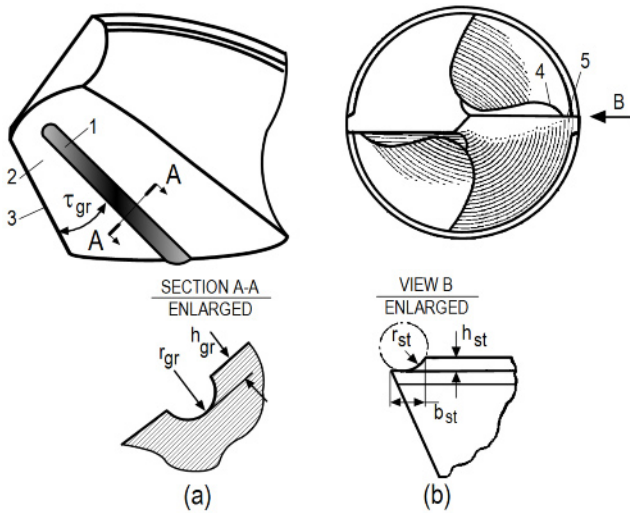 1
2
3
τgr
A
A
4
5
B
SECTION A-A
ENLARGED
hgr
rgr
(a)
VIEW B
ENLARGED
rst
hst
bst
(b)